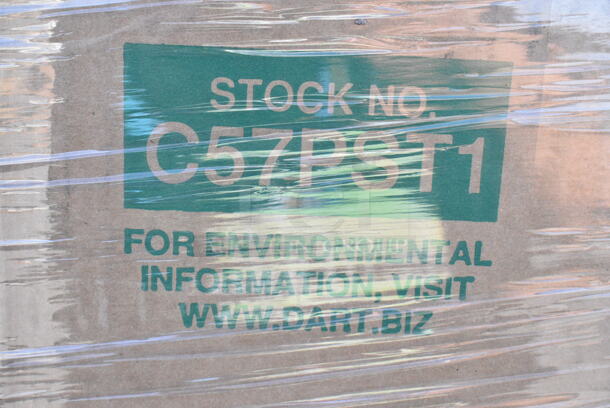 STOCK NO.
C57PST1
FOR ENVIRONMENTAL
INFORMATION, VISIT
WWW.DART.BIZ